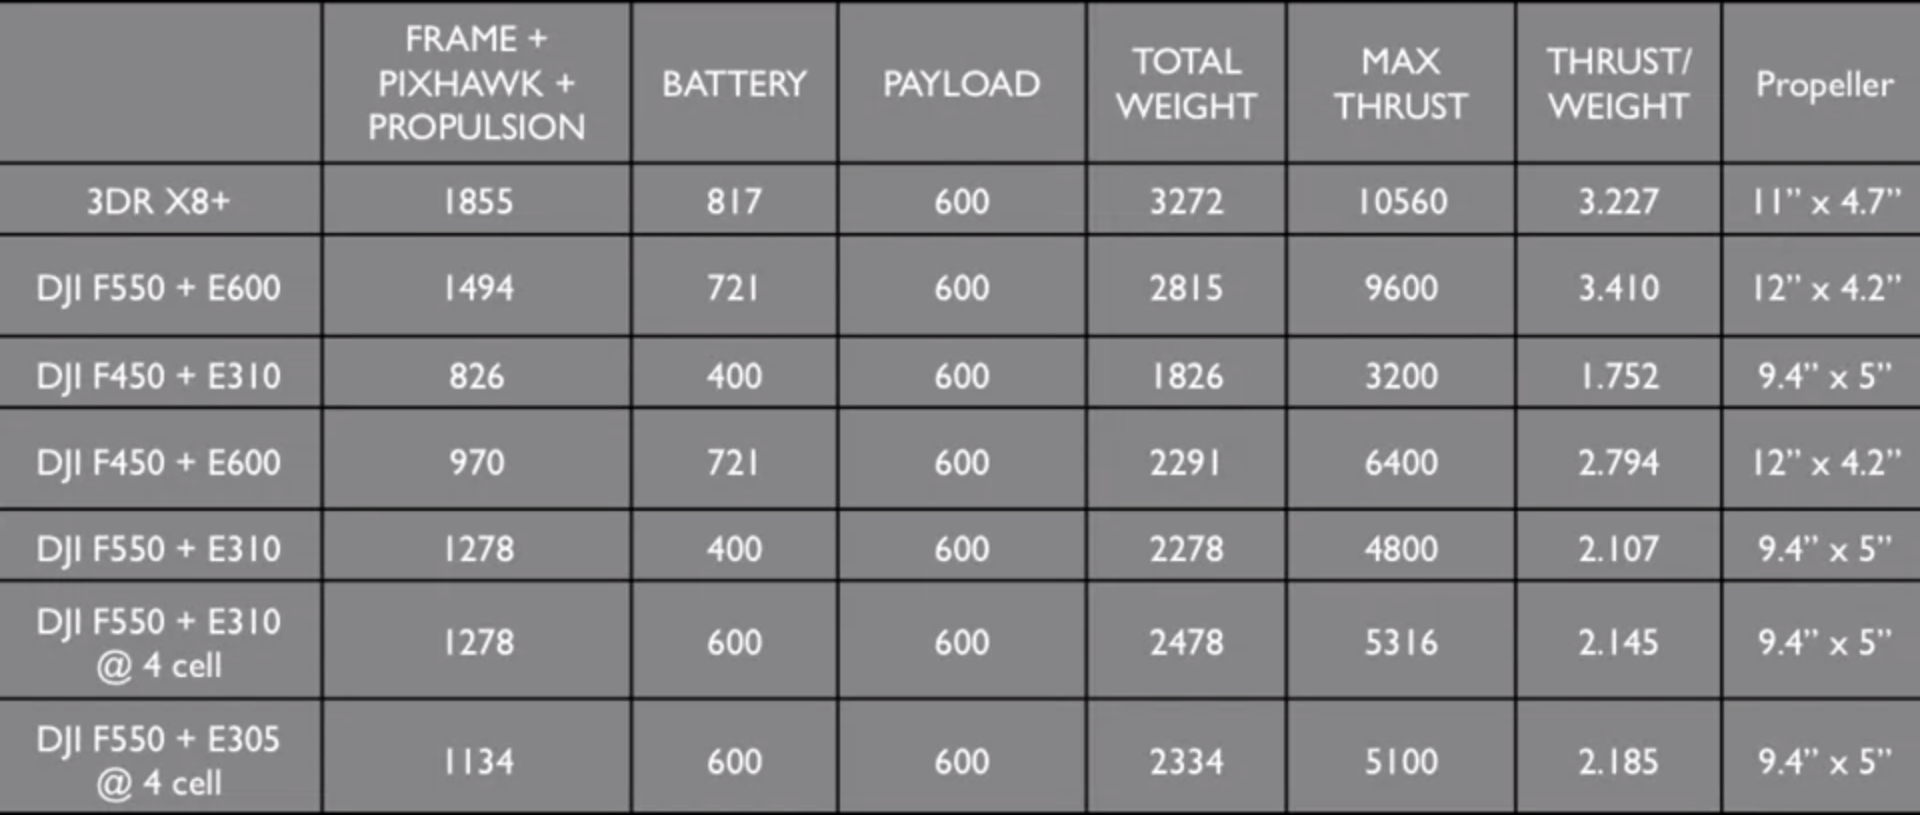 FRAME +
PIXHAWK +
PROPULSION
BATTERY
PAYLOAD
TOTAL
WEIGHT
MAX
THRUST
THRUST/
WEIGHT
Propeller
3DR X8+ 1855 817 600 3272 10560 3.227 11” x 4.7”
DJI F550 + E600 1494 721 600 2815 9600 3.410 12” x 4.2”
DJI F450 + E310 826 400 600 1826 3200 1.752 9.4” x 5”
DJI F450 + E600 970 721 600 2291 6400 2.794 12” x 4.2”
DJI F550 + E310 1278 400 600 2278 4800 2.107 9.4” x 5”
DJI F550 + E310
@ 4 cell
1278 600 600 2478 5316 2.145 9.4” x 5”
DJI F550 + E305
@ 4 cell
1134 600 600 2334 5100 2.185 9.4” x 5”